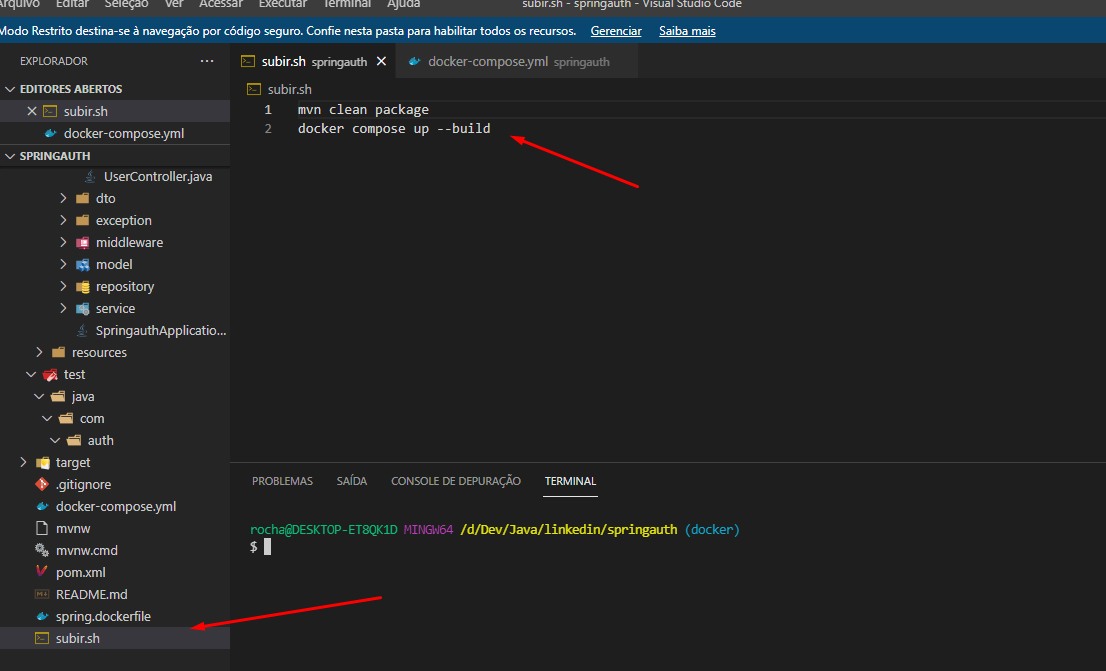 Arquivo Editar Seleção Ver Acessar Executar Terminal Ajuda subir.sh - springauth - Visual Studio Code
Modo Restrito destina-se à navegação por código seguro. Confie nesta pasta para habilitar todos os recursos. Gerenciar Saiba mais
EXPLORADOR
EDITORES ABERTOS
subir.sh
docker-compose.yml
SPRINGAUTH
UserController.java
dto
exception
middleware
model
repository
service
SpringauthApplicatio...
resources
test
java
com
auth
target
.gitignore
docker-compose.yml
mvnw
mvnw.cmd
pom.xml
README.md
spring.dockerfile
subir.sh
subir.sh springauth docker-compose.yml springauth
subir.sh
1 mvn clean package
2 docker compose up --build
PROBLEMAS SAÍDA CONSOLE DE DEPURAÇÃO TERMINAL
rocha@DESKTOP-ET8QK1D MINGW64 /d/Dev/Java/linkedin/springauth (docker)
$